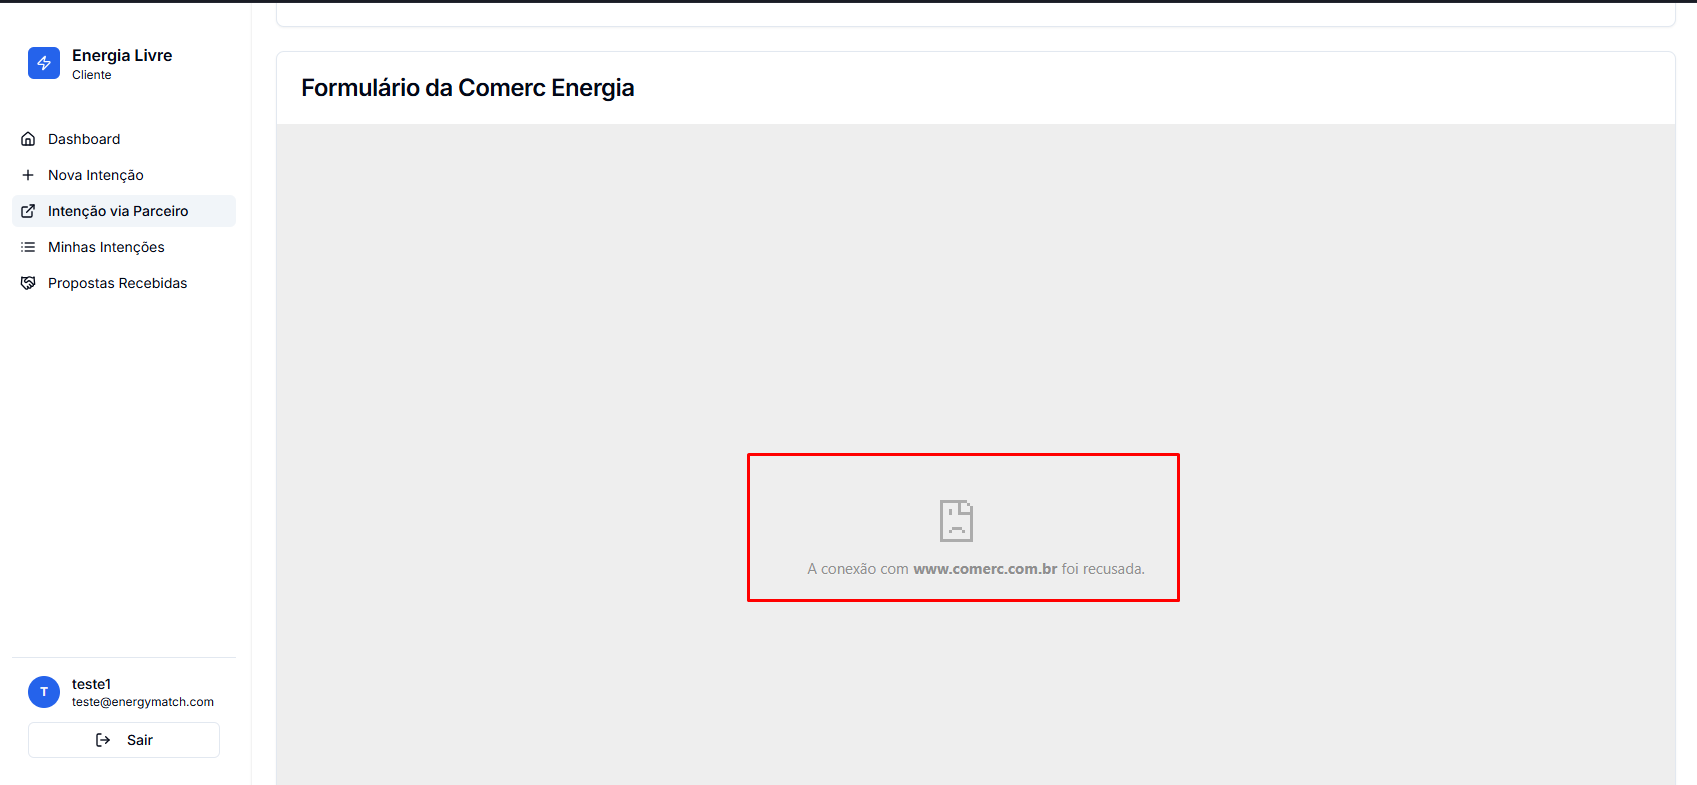 Energia Livre
Cliente
Dashboard
Nova Intenção
Intenção via Parceiro
Minhas Intenções
Propostas Recebidas
T
teste1
teste@energymatch.com
Sair
Formulário da Comerc Energia
A conexão com www.comerc.com.br foi recusada.